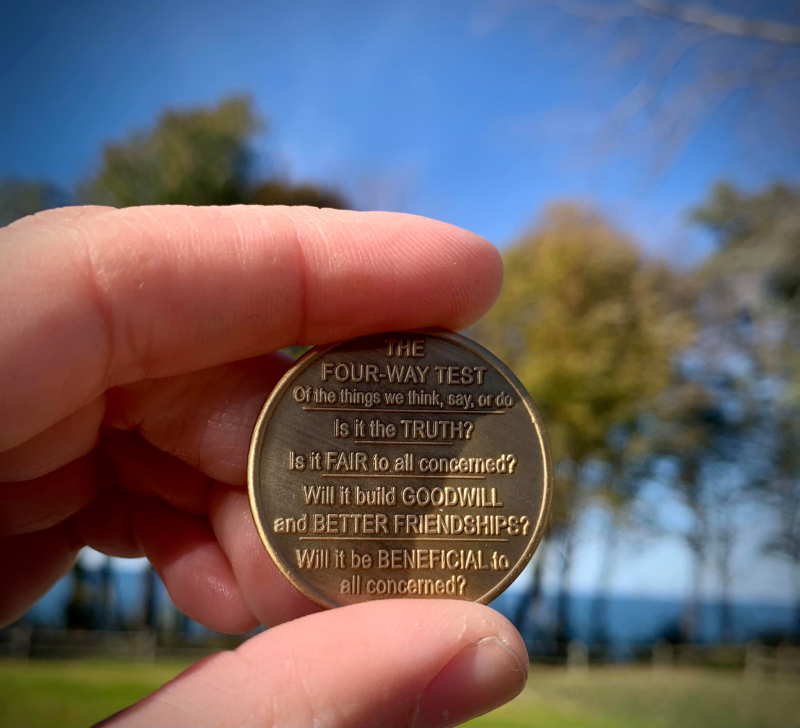 THE
FOUR-WAY TEST
Of the things we think, say, or do
Is it the TRUTH?
Is it FAIR to all concerned?
Will it build GOODWILL
and BETTER FRIENDSHIPS?
Will it be BENEFICIAL to
all concerned?